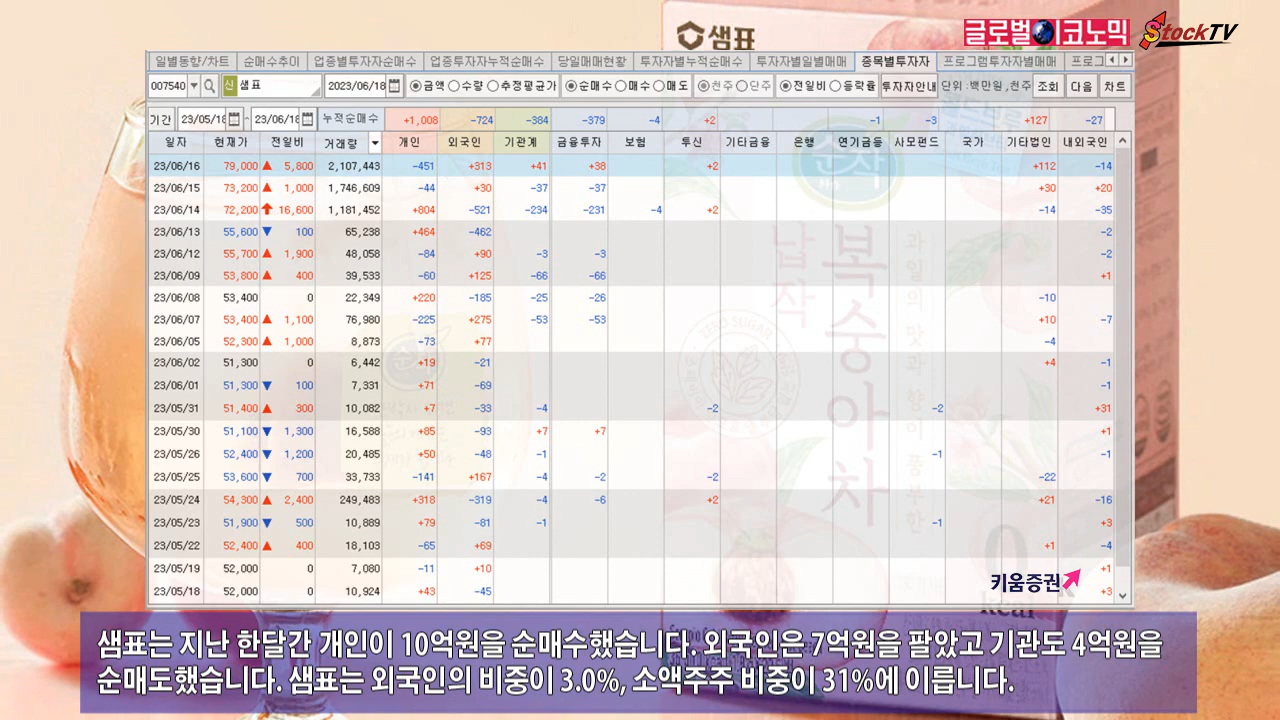 샘표
글로벌이코노믹
StockTV
일별동향/차트 순매수추이 업종별투자자순매수 업종투자자누적순매수 당일매매현황 투자자별누적순매수 투자자별일별매매 종목별투자자 프로그램투자자별매매 프로그
007540 신 샘표 2023/06/18 금액 수량 추정평균가 순매수 매수 매도 천주 단주 전일비 등락률 투자자안내 단위:백만원,천주 조회 다음 차트
기간 23/05/18 ~ 23/06/18 누적순매수 +1,008 -724 -384 -379 -4 +2 -1 -3 +127 -27
일자 현재가 전일비 거래량 개인 외국인 기관계 금융투자 보험 투신 기타금융 은행 연기금등 사모펀드 국가 기타법인 내외국인
23/06/16 79,000 ▲ 5,800 2,107,443 -451 +313 +41 +38 +2 +112 -14
23/06/15 73,200 ▲ 1,000 1,746,609 -44 +30 -37 -37 +30 +20
23/06/14 72,200 ↑ 16,600 1,181,452 +804 -521 -234 -231 -4 +2 -14 -35
23/06/13 55,600 ▼ 100 65,238 +464 -462 -2
23/06/12 55,700 ▲ 1,900 48,058 -84 +90 -3 -3 -2
23/06/09 53,800 ▲ 400 39,533 -60 +125 -66 -66 +1
23/06/08 53,400 0 22,349 +220 -185 -25 -26 -10
23/06/07 53,400 ▲ 1,100 76,980 -225 +275 -53 -53 +10 -7
23/06/05 52,300 ▲ 1,000 8,873 -73 +77 -4
23/06/02 51,300 0 6,442 +19 -21 +4 -1
23/06/01 51,300 ▼ 100 7,331 +71 -69 -1
23/05/31 51,400 ▲ 300 10,082 +7 -33 -4 -2 -2 +31
23/05/30 51,100 ▼ 1,300 16,588 +85 -93 +7 +7 +1
23/05/26 52,400 ▼ 1,200 20,485 +50 -48 -1 -1 -1
23/05/25 53,600 ▼ 700 33,733 -141 +167 -4 -2 -2 -22
23/05/24 54,300 ▲ 2,400 249,483 +318 -319 -4 -6 +2 +21 -16
23/05/23 51,900 ▼ 500 10,889 +79 -81 -1 -1 +3
23/05/22 52,400 ▲ 400 18,103 -65 +69 +1 -4
23/05/19 52,000 0 7,080 -11 +10 +1
23/05/18 52,000 0 12,924 +43 -45 +3
순작
납작
복숭아차
과일의 맛과 향이 풍부한
ZERO SUGAR
키움증권
샘표는 지난 한달간 개인이 10억원을 순매수했습니다. 외국인은 7억원을 팔았고 기관도 4억원을
순매도했습니다. 샘표는 외국인의 비중이 3.0%, 소액주주 비중이 31%에 이릅니다.